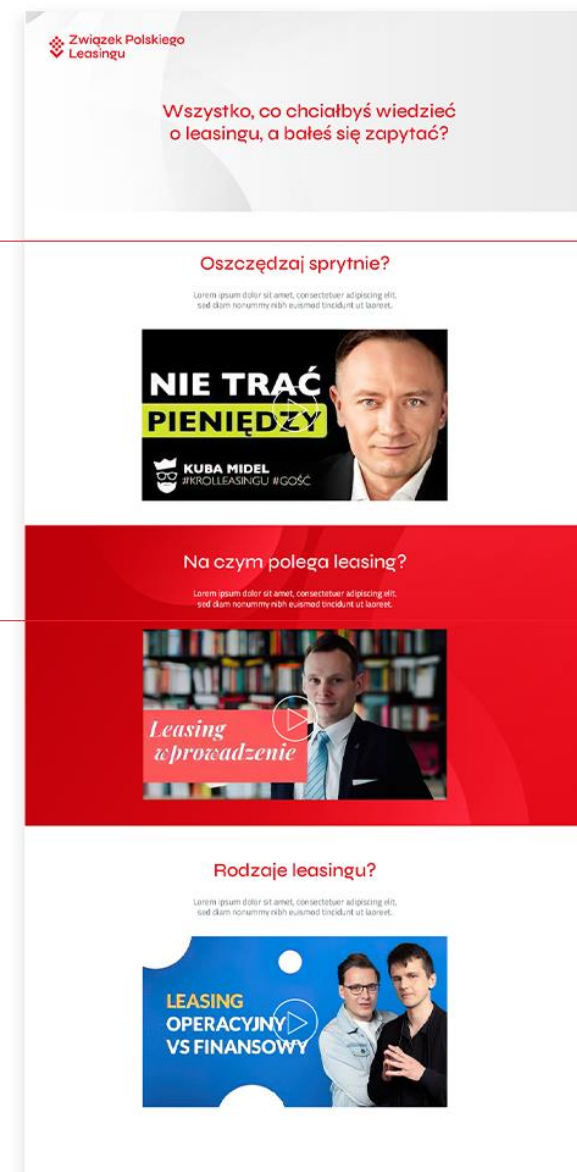 Związek Polskiego
Leasingu
Wszystko, co chciałbyś wiedzieć
o leasingu, a bałeś się zapytać?
Oszczędzaj sprytnie?
Lorem ipsum dolor sit amet, consectetuer adipiscing elit,
sed diam nonummy nibh euismod tincidunt ut laoreet.
NIE TRAĆ
PIENIĘDZY
KUBA MIDEL
#KROLLEASINGU #GOŚĆ
Na czym polega leasing?
Lorem ipsum dolor sit amet, consectetuer adipiscing elit,
sed diam nonummy nibh euismod tincidunt ut laoreet.
Leasing
wprowadzenie
Rodzaje leasingu?
Lorem ipsum dolor sit amet, consectetuer adipiscing elit,
sed diam nonummy nibh euismod tincidunt ut laoreet.
LEASING
OPERACYJNY
VS FINANSOWY